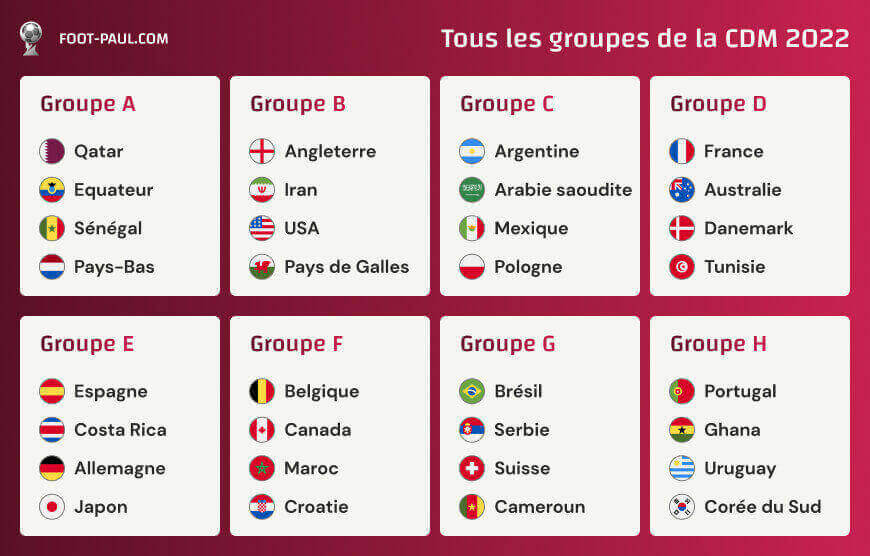 FOOT-PAUL.COM
Tous les groupes de la CDM 2022
Groupe A
Qatar
Equateur
Sénégal
Pays-Bas
Groupe B
Angleterre
Iran
USA
Pays de Galles
Groupe C
Argentine
Arabie saoudite
Mexique
Pologne
Groupe D
France
Australie
Danemark
Tunisie
Groupe E
Espagne
Costa Rica
Allemagne
Japon
Groupe F
Belgique
Canada
Maroc
Croatie
Groupe G
Brésil
Serbie
Suisse
Cameroun
Groupe H
Portugal
Ghana
Uruguay
Corée du Sud